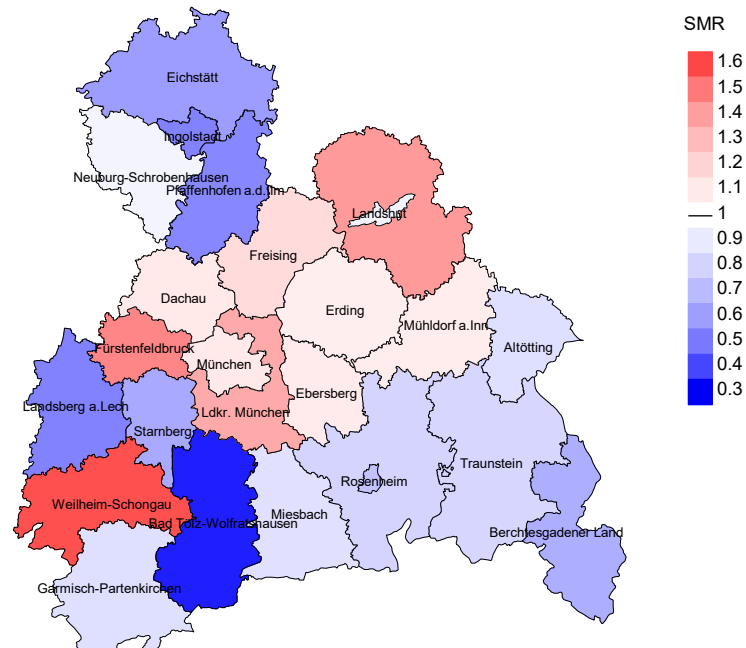 SMR
1.6
1.5
1.4
1.3
1.2
1.1
1
0.9
0.8
0.7
0.6
0.5
0.4
0.3
Eichstätt
Ingolstadt
Neuburg-Schrobenhausen
Pfaffenhofen a.d.Ilm
Landshut
Freising
Dachau
Erding
Mühldorf a.Inn
Altötting
Fürstenfeldbruck
München
Ebersberg
Landsberg a.Lech
Ldkr. München
Starnberg
Traunstein
Rosenheim
Weilheim-Schongau
Miesbach
Bad Tölz-Wolfratshausen
Berchtesgadener Land
Garmisch-Partenkirchen